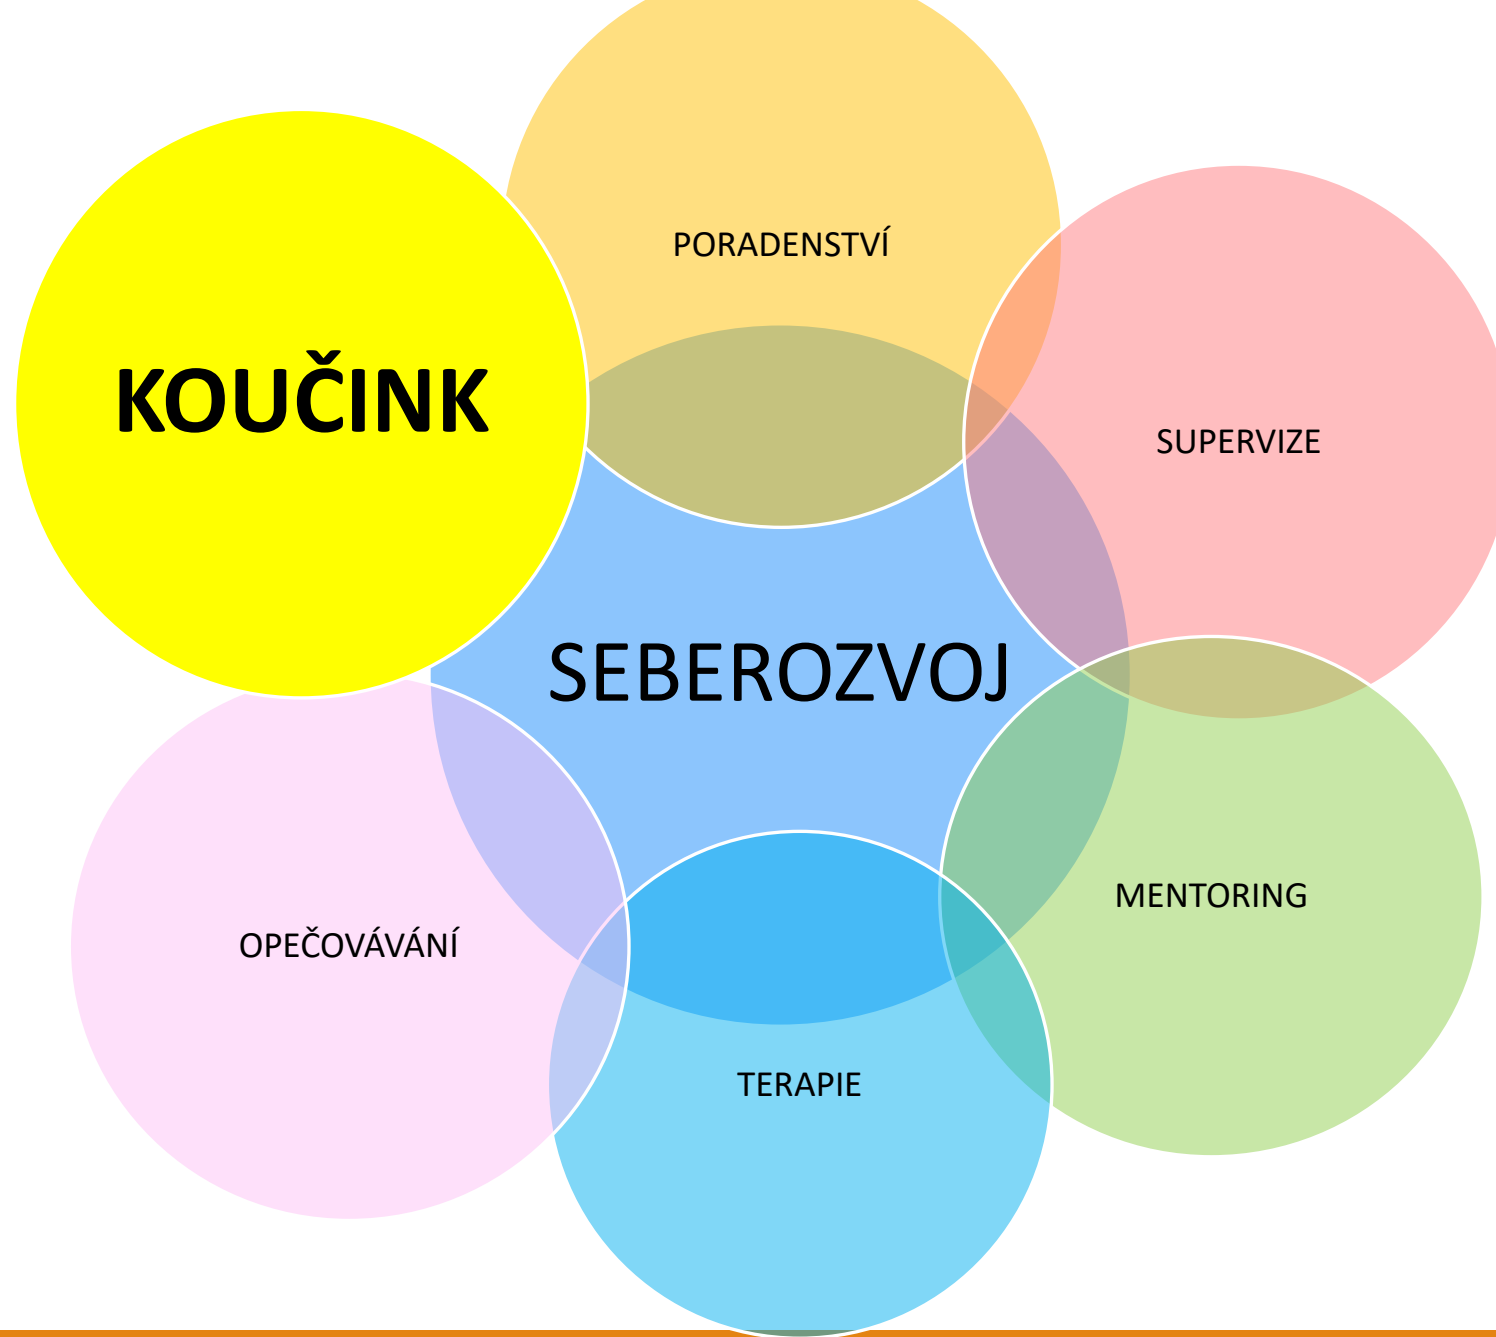 PORADENSTVÍ
KOUČINK
SUPERVIZE
SEBEROZVOJ
MENTORING
OPEČOVÁVÁNÍ
TERAPIE